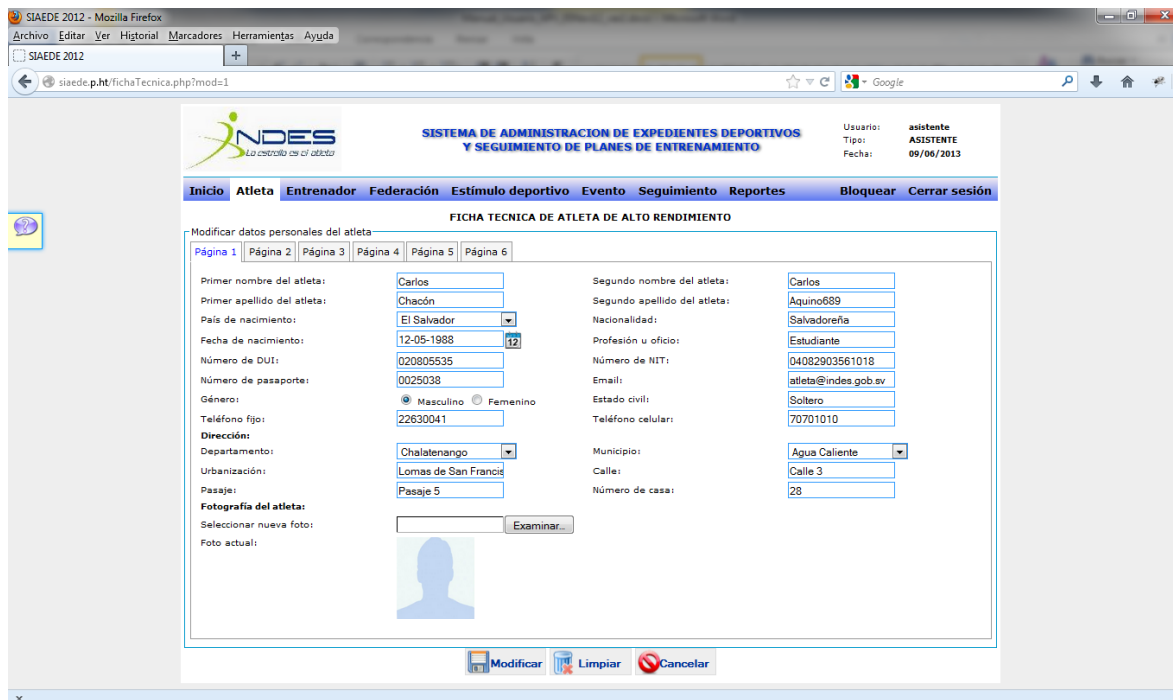 SIAEDE 2012 - Mozilla Firefox
Archivo Editar Ver Historial Marcadores Herramientas Ayuda
SIAEDE 2012 +
siaede.p.ht/fichaTecnica.php?mod=1 Google
INDES
La estrella es el atleta
SISTEMA DE ADMINISTRACION DE EXPEDIENTES DEPORTIVOS
Y SEGUIMIENTO DE PLANES DE ENTRENAMIENTO
Usuario: asistente
Tipo: ASISTENTE
Fecha: 09/06/2013
Inicio Atleta Entrenador Federación Estímulo deportivo Evento Seguimiento Reportes Bloquear Cerrar sesión
FICHA TECNICA DE ATLETA DE ALTO RENDIMIENTO
Modificar datos personales del atleta
Página 1 Página 2 Página 3 Página 4 Página 5 Página 6
Primer nombre del atleta: Carlos Segundo nombre del atleta: Carlos
Primer apellido del atleta: Chacón Segundo apellido del atleta: Aquino689
País de nacimiento: El Salvador Nacionalidad: Salvadoreña
Fecha de nacimiento: 12-05-1988 12 Profesión u oficio: Estudiante
Número de DUI: 020805535 Número de NIT: 04082903561018
Número de pasaporte: 0025038 Email: atleta@indes.gob.sv
Género: Masculino Femenino Estado civil: Soltero
Teléfono fijo: 22630041 Teléfono celular: 70701010
Dirección:
Departamento: Chalatenango Municipio: Agua Caliente
Urbanización: Lomas de San Francis Calle: Calle 3
Pasaje: Pasaje 5 Número de casa: 28
Fotografía del atleta:
Seleccionar nueva foto: Examinar...
Foto actual:
Modificar Limpiar Cancelar
x